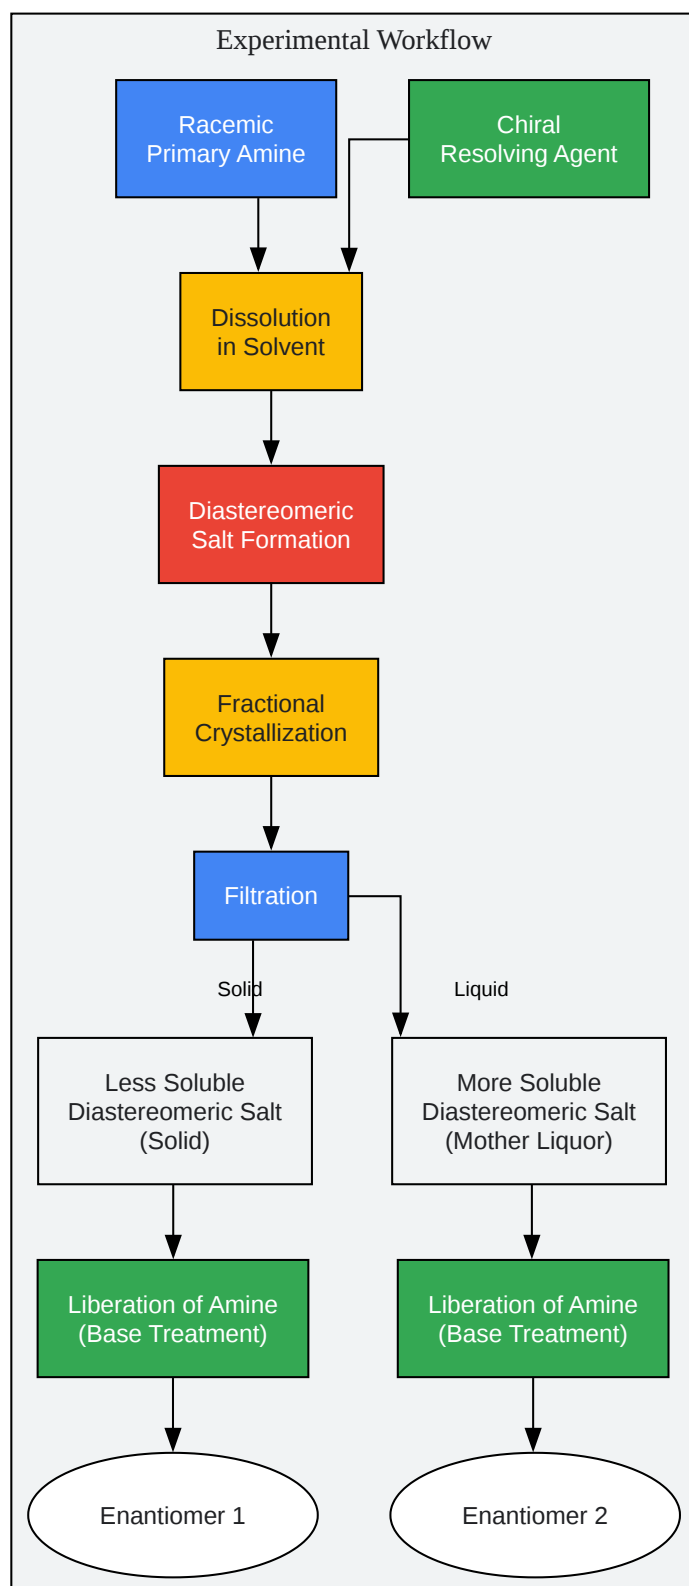 Experimental Workflow
Racemic
Primary Amine
Chiral
Resolving Agent
Dissolution
in Solvent
Diastereomeric
Salt Formation
Fractional
Crystallization
Filtration
Solid
Liquid
Less Soluble
Diastereomeric Salt
(Solid)
More Soluble
Diastereomeric Salt
(Mother Liquor)
Liberation of Amine
(Base Treatment)
Liberation of Amine
(Base Treatment)
Enantiomer 1
Enantiomer 2